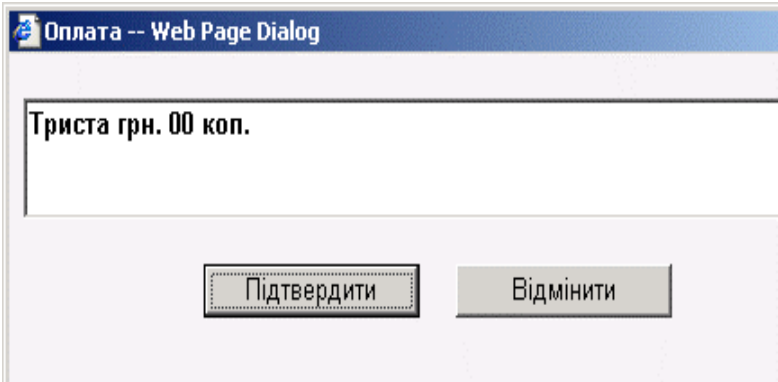 Оплата -- Web Page Dialog
Триста грн. 00 коп.
Підтвердити Відмінити